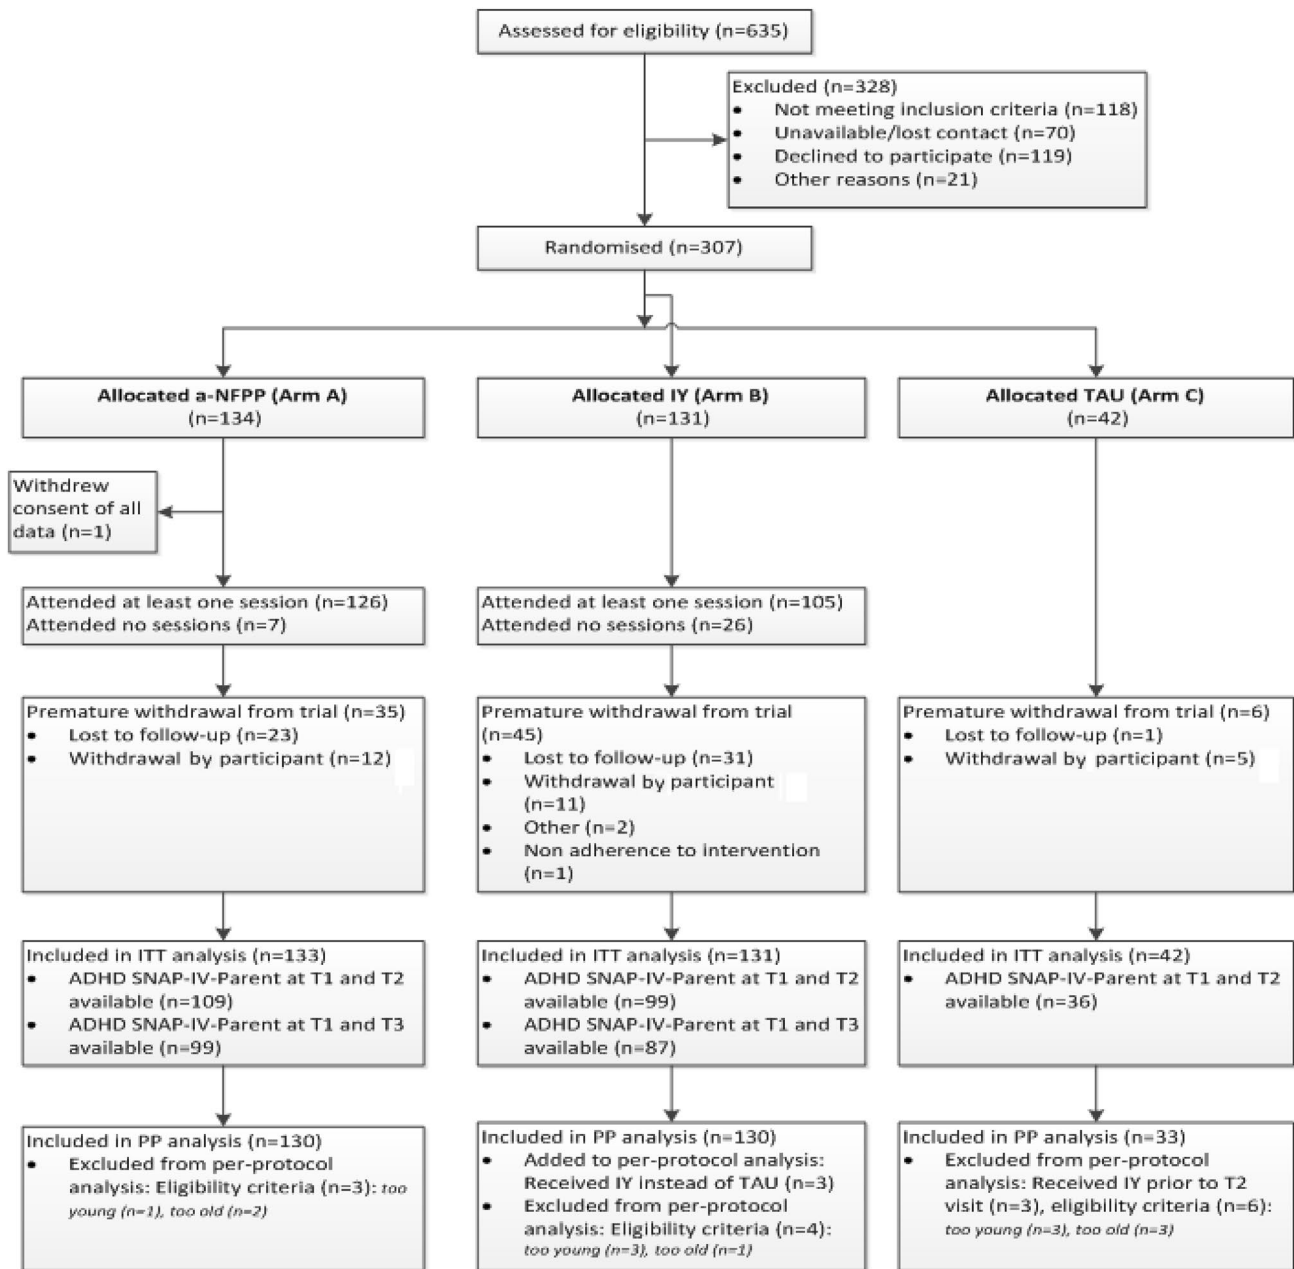 Assessed for eligibility (n=635)
Excluded (n=328)
• Not meeting inclusion criteria (n=118)
• Unavailable/lost contact (n=70)
• Declined to participate (n=119)
• Other reasons (n=21)
Randomised (n=307)
Allocated a-NFPP (Arm A)
(n=134)
Allocated IY (Arm B)
(n=131)
Allocated TAU (Arm C)
(n=42)
Withdrew
consent of all
data (n=1)
Attended at least one session (n=126)
Attended no sessions (n=7)
Attended at least one session (n=105)
Attended no sessions (n=26)
Premature withdrawal from trial (n=35)
• Lost to follow-up (n=23)
• Withdrawal by participant (n=12)
Premature withdrawal from trial
(n=45)
• Lost to follow-up (n=31)
• Withdrawal by participant
(n=11)
• Other (n=2)
• Non adherence to intervention
(n=1)
Premature withdrawal from trial (n=6)
• Lost to follow-up (n=1)
• Withdrawal by participant (n=5)
Included in ITT analysis (n=133)
• ADHD SNAP-IV-Parent at T1 and T2
available (n=109)
• ADHD SNAP-IV-Parent at T1 and T3
available (n=99)
Included in ITT analysis (n=131)
• ADHD SNAP-IV-Parent at T1 and T2
available (n=99)
• ADHD SNAP-IV-Parent at T1 and T3
available (n=87)
Included in ITT analysis (n=42)
• ADHD SNAP-IV-Parent at T1 and T2
available (n=36)
Included in PP analysis (n=130)
• Excluded from per-protocol
analysis: Eligibility criteria (n=3): too
young (n=1), too old (n=2)
Included in PP analysis (n=130)
• Added to per-protocol analysis:
Received IY instead of TAU (n=3)
• Excluded from per-protocol
analysis: Eligibility criteria (n=4):
too young (n=3), too old (n=1)
Included in PP analysis (n=33)
• Excluded from per-protocol
analysis: Received IY prior to T2
visit (n=3), eligibility criteria (n=6):
too young (n=3), too old (n=3)